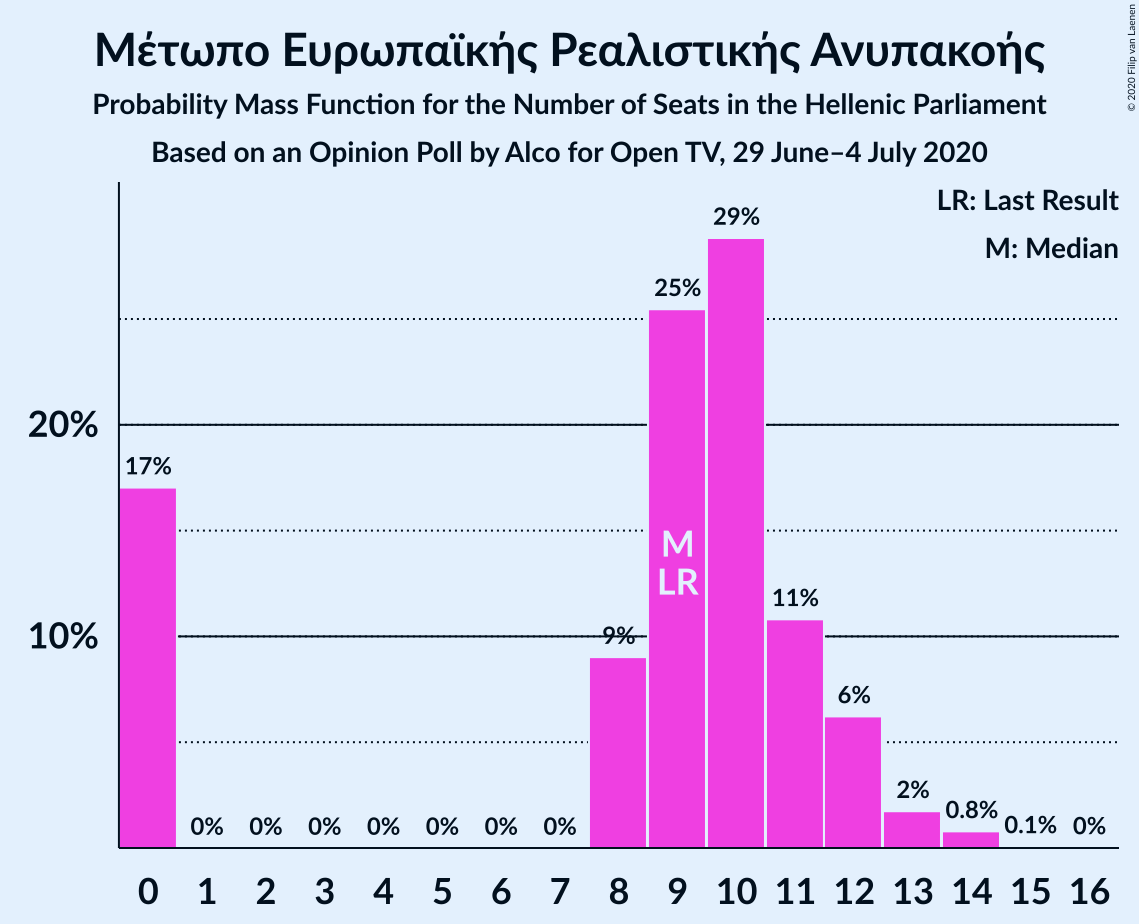 Μέτωπο Ευρωπαϊκής Ρεαλιστικής Ανυπακοής
Probability Mass Function for the Number of Seats in the Hellenic Parliament
Based on an Opinion Poll by Alco for Open TV, 29 June–4 July 2020
© 2020 Filip van Laenen
LR: Last Result
M: Median
29%
25%
20%
17%
M
LR
11%
10%
9%
6%
2%
0.8%
0% 0% 0% 0% 0% 0% 0% 0.1% 0%
0 1 2 3 4 5 6 7 8 9 10 11 12 13 14 15 16